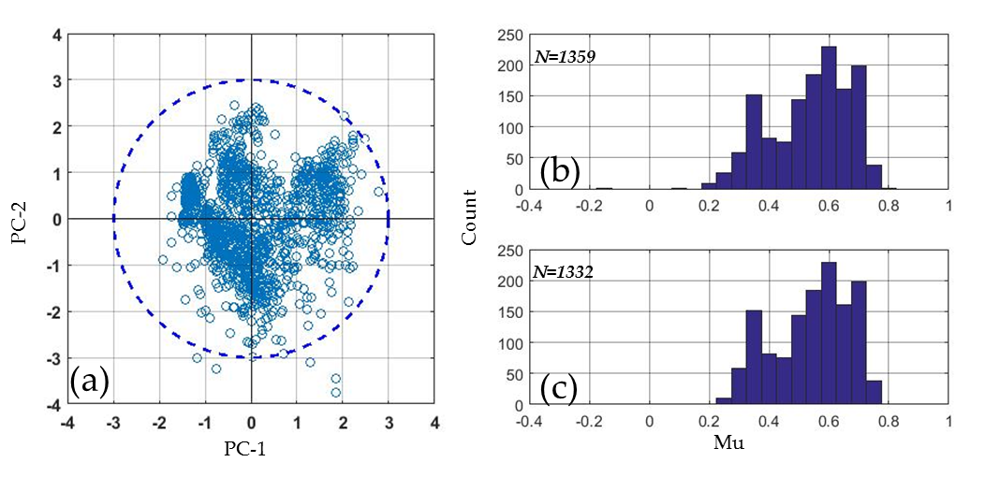 4
3
2
1
0
-1
-2
-3
-4
PC-2
(a)
-4 -3 -2 -1 0 1 2 3 4
PC-1
Count
250
200
150
100
50
0
N=1359
(b)
-0.4 -0.2 0 0.2 0.4 0.6 0.8 1
250
200
150
100
50
0
N=1332
(c)
-0.4 -0.2 0 0.2 0.4 0.6 0.8 1
Mu